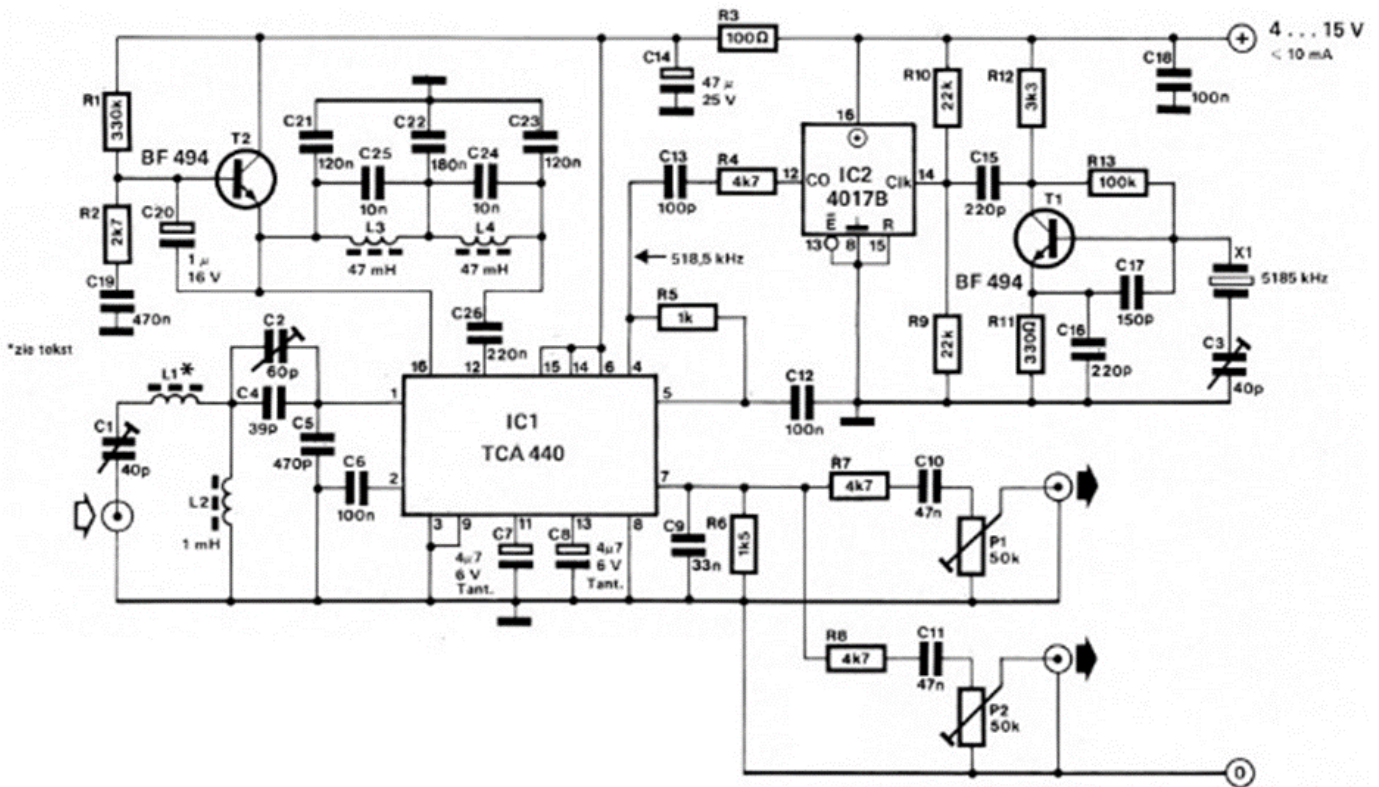 R3
100Ω
4 ... 15 V
< 10 mA
C14
47 µ
25 V
R10
22k
R12
3k3
C18
100n
R1
330k
T2
BF 494
C21
120n
C22
180n
C23
120n
C25
10n
C24
10n
L3
47 mH
L4
47 mH
R2
2k7
C20
1 µ
16 V
C19
470n
16
IC2
4017B
CO
Clk
12
14
E
R
13
8
15
C13
100p
R4
4k7
C15
220p
R13
100k
T1
BF 494
C17
150p
X1
5185 kHz
518,5 kHz
R5
1k
R9
22k
R11
330Ω
C16
220p
C3
40p
C26
220n
*zie tekst
L1*
C2
60p
C4
39p
C1
40p
C5
470p
C6
100n
L2
1 mH
16
12
15
14
6
4
1
5
IC1
TCA 440
2
7
3
9
11
13
8
C12
100n
C7
4µ7
6 V
Tant.
C8
4µ7
6 V
Tant.
C9
33n
R6
1k5
R7
4k7
C10
47n
P1
50k
R8
4k7
C11
47n
P2
50k
0